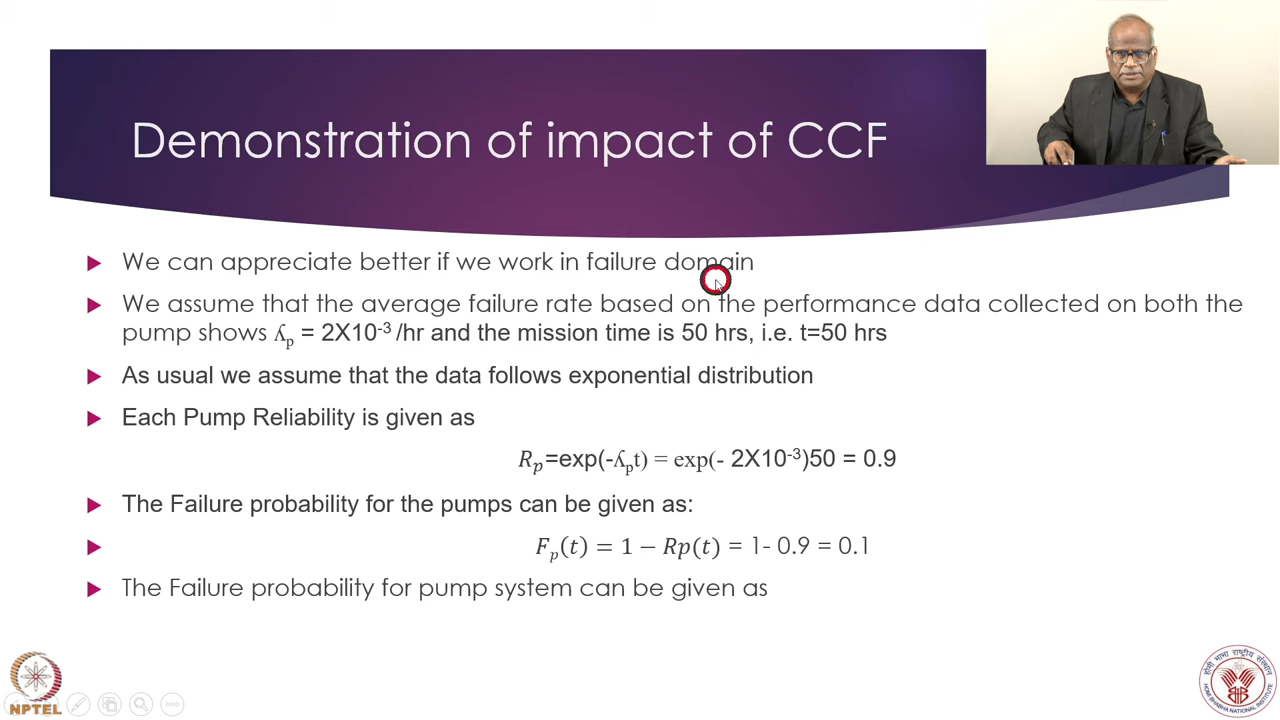 Demonstration of impact of CCF
We can appreciate better if we work in failure domain
We assume that the average failure rate based on the performance data collected on both the
pump shows ʎp = 2X10-3 /hr and the mission time is 50 hrs, i.e. t=50 hrs
As usual we assume that the data follows exponential distribution
Each Pump Reliability is given as
Rp=exp(-ʎpt) = exp(- 2X10-3)50 = 0.9
The Failure probability for the pumps can be given as:
Fp(t) = 1 − Rp(t) = 1- 0.9 = 0.1
The Failure probability for pump system can be given as
NPTEL
होमी भाभा राष्ट्रीय संस्थान
HOMI BHABHA NATIONAL INSTITUTE